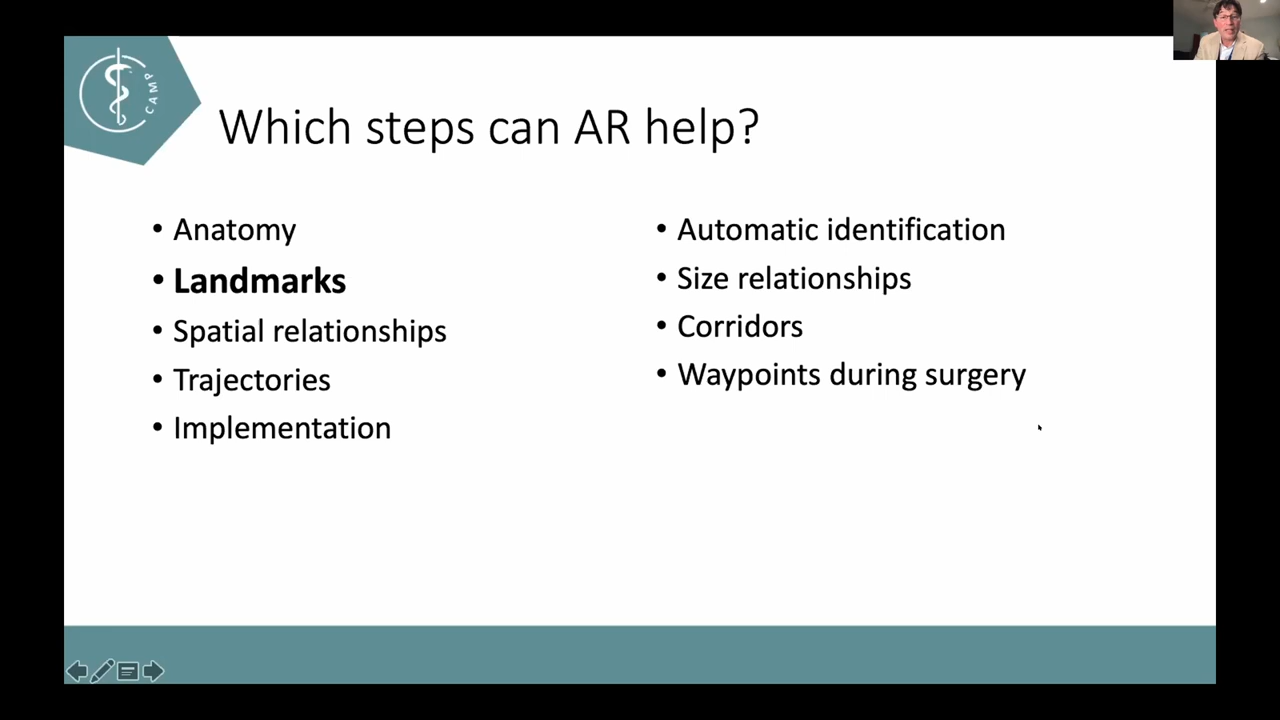 CAMP
Which steps can AR help?
• Anatomy
• Landmarks
• Spatial relationships
• Trajectories
• Implementation
• Automatic identification
• Size relationships
• Corridors
• Waypoints during surgery